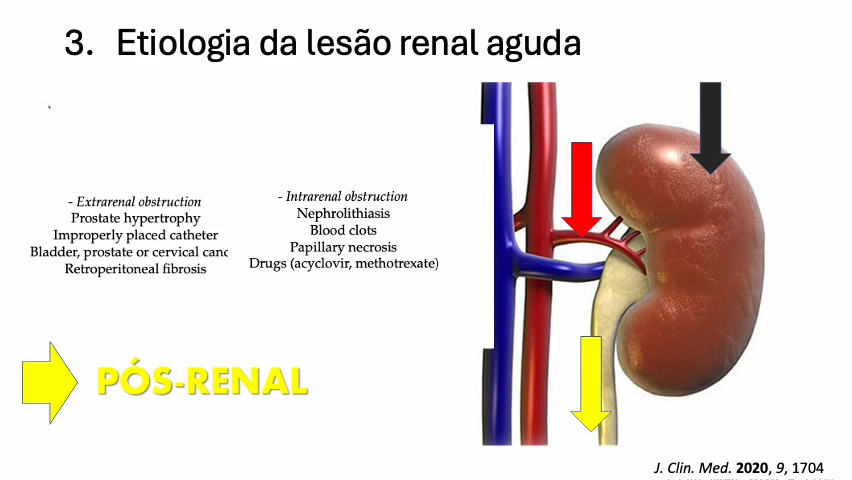 3. Etiologia da lesão renal aguda
- Extrarenal obstruction
Prostate hypertrophy
Improperly placed catheter
Bladder, prostate or cervical canc
Retroperitoneal fibrosis
- Intrarenal obstruction
Nephrolithiasis
Blood clots
Papillary necrosis
Drugs (acyclovir, methotrexate)
PÓS-RENAL
J. Clin. Med. 2020, 9, 1704